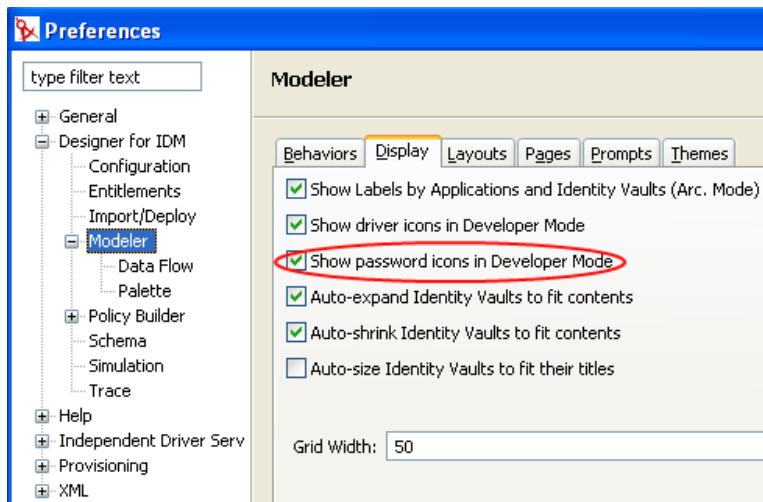 Preferences
type filter text
General
Designer for IDM
Configuration
Entitlements
Import/Deploy
Modeler
Data Flow
Palette
Policy Builder
Schema
Simulation
Trace
Help
Independent Driver Serv
Provisioning
XML
Modeler
Behaviors Display Layouts Pages Prompts Themes
Show Labels by Applications and Identity Vaults (Arc. Mode)
Show driver icons in Developer Mode
Show password icons in Developer Mode
Auto-expand Identity Vaults to fit contents
Auto-shrink Identity Vaults to fit contents
Auto-size Identity Vaults to fit their titles
Grid Width: 50